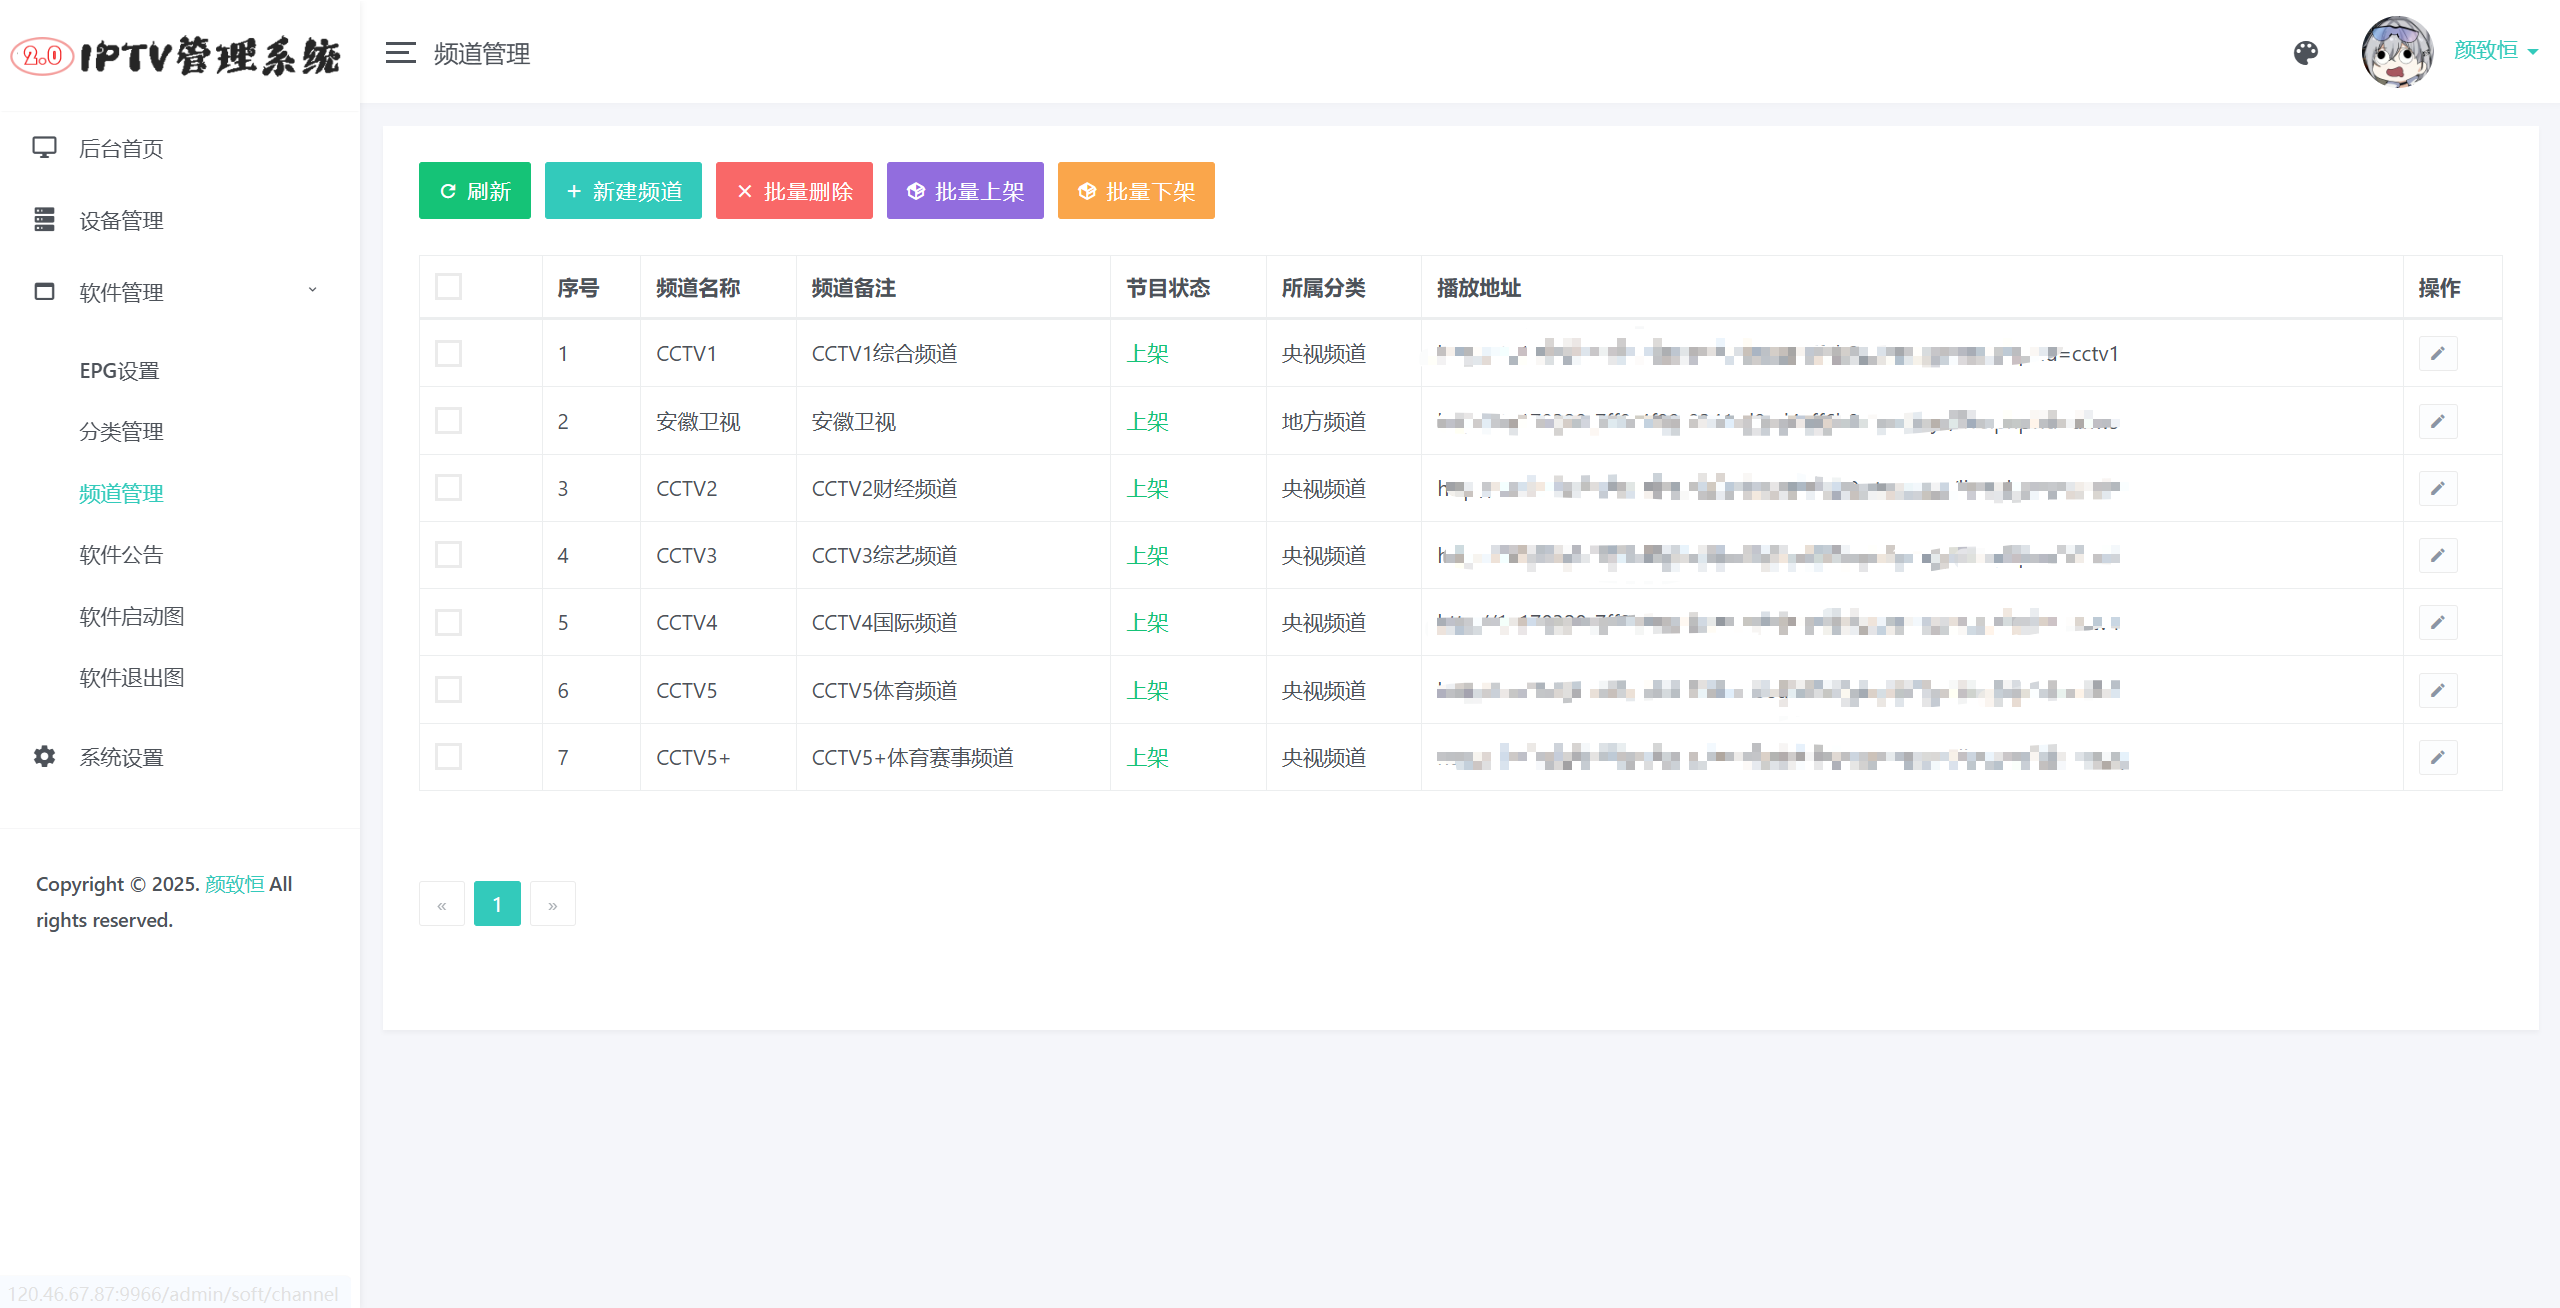 2.0 IPTV管理系统
频道管理
颜致恒
后台首页
设备管理
软件管理
EPG设置
分类管理
频道管理
软件公告
软件启动图
软件退出图
系统设置
Copyright © 2025. 颜致恒 All
rights reserved.
刷新 新建频道 批量删除 批量上架 批量下架
序号 频道名称 频道备注 节目状态 所属分类 播放地址 操作
1 CCTV1 CCTV1综合频道 上架 央视频道 =cctv1
2 安徽卫视 安徽卫视 上架 地方频道
3 CCTV2 CCTV2财经频道 上架 央视频道
4 CCTV3 CCTV3综艺频道 上架 央视频道
5 CCTV4 CCTV4国际频道 上架 央视频道
6 CCTV5 CCTV5体育频道 上架 央视频道
7 CCTV5+ CCTV5+体育赛事频道 上架 央视频道
« 1 »
120.46.67.87:9966/admin/soft/channel